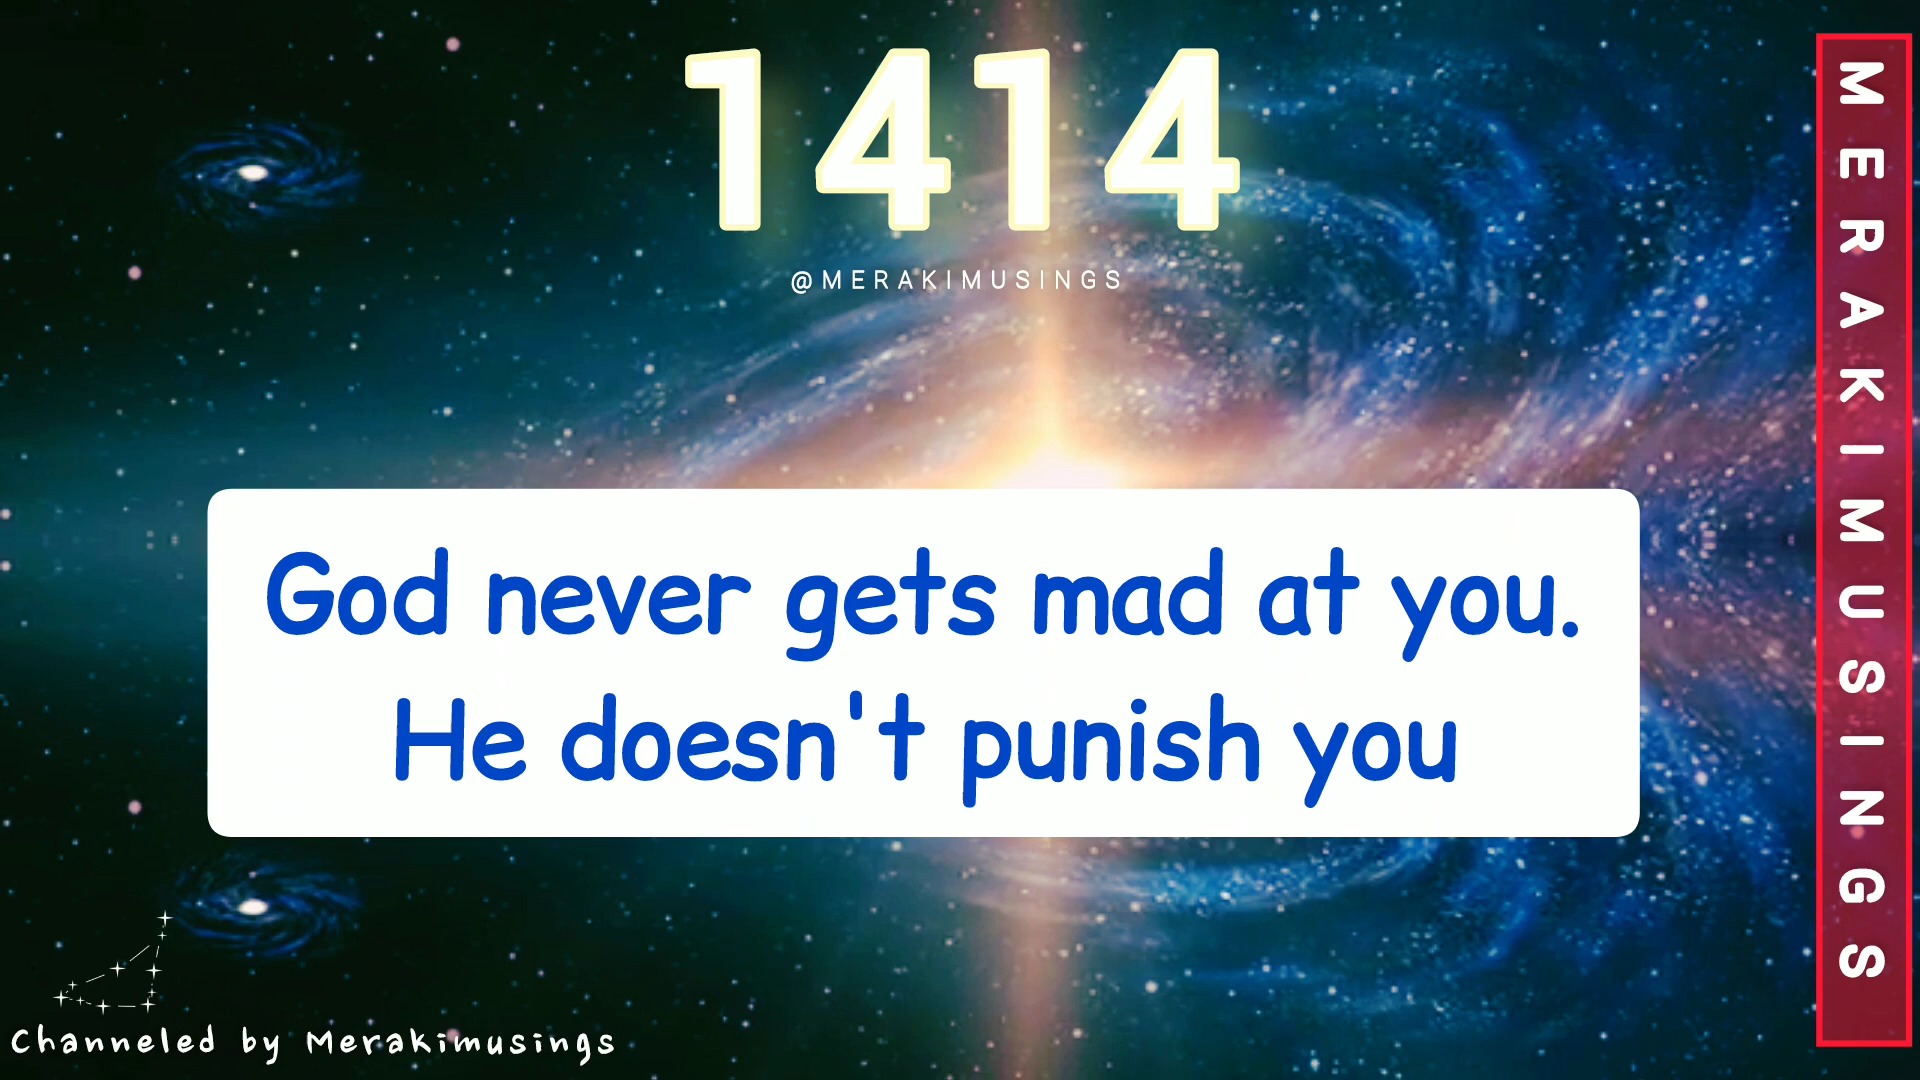 1414
@MERAKIMUSINGS
God never gets mad at you.
He doesn't punish you
Channeled by Merakimusings
MERAKIMUSINGS